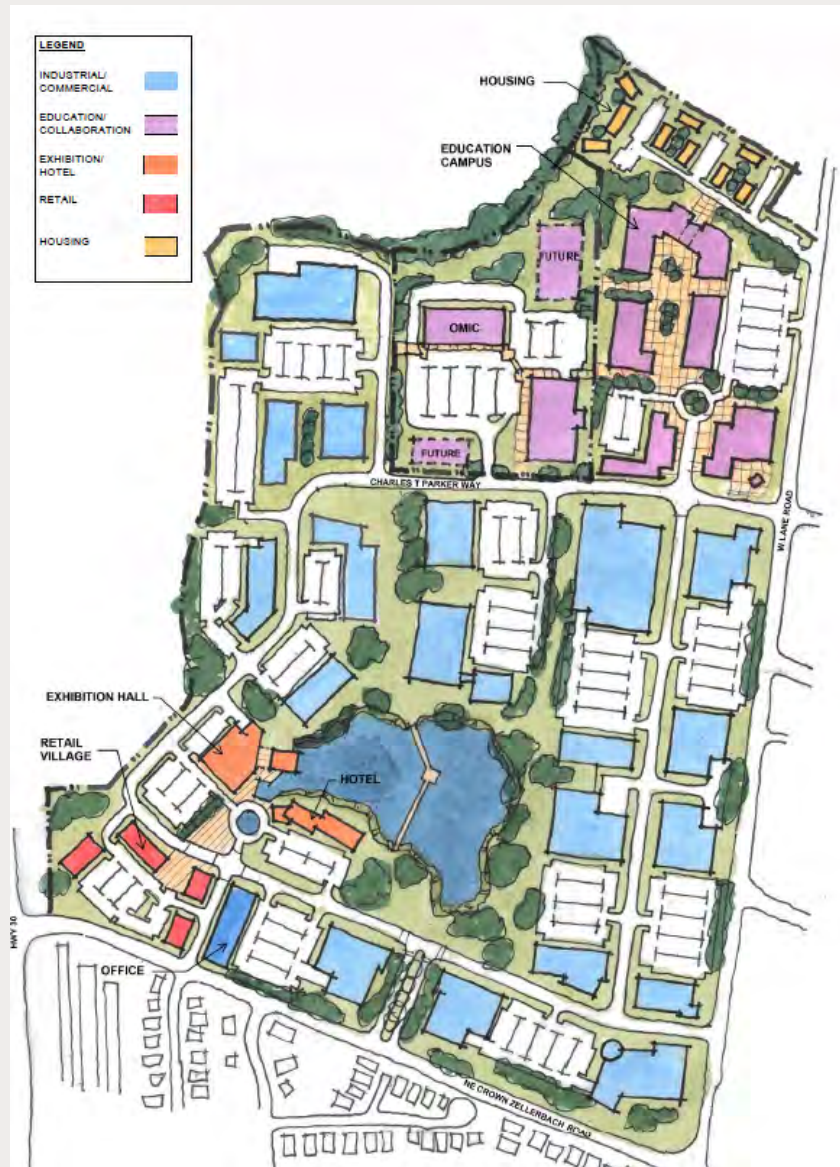 LEGEND
INDUSTRIAL/
COMMERCIAL
EDUCATION/
COLLABORATION
EXHIBITION/
HOTEL
RETAIL
HOUSING
HOUSING
EDUCATION
CAMPUS
FUTURE
OMIC
FUTURE
CHARLES T PARKER WAY
W LANE ROAD
EXHIBITION HALL
RETAIL
VILLAGE
HOTEL
HWY 30
OFFICE
NE CROWN ZELLERBACH ROAD